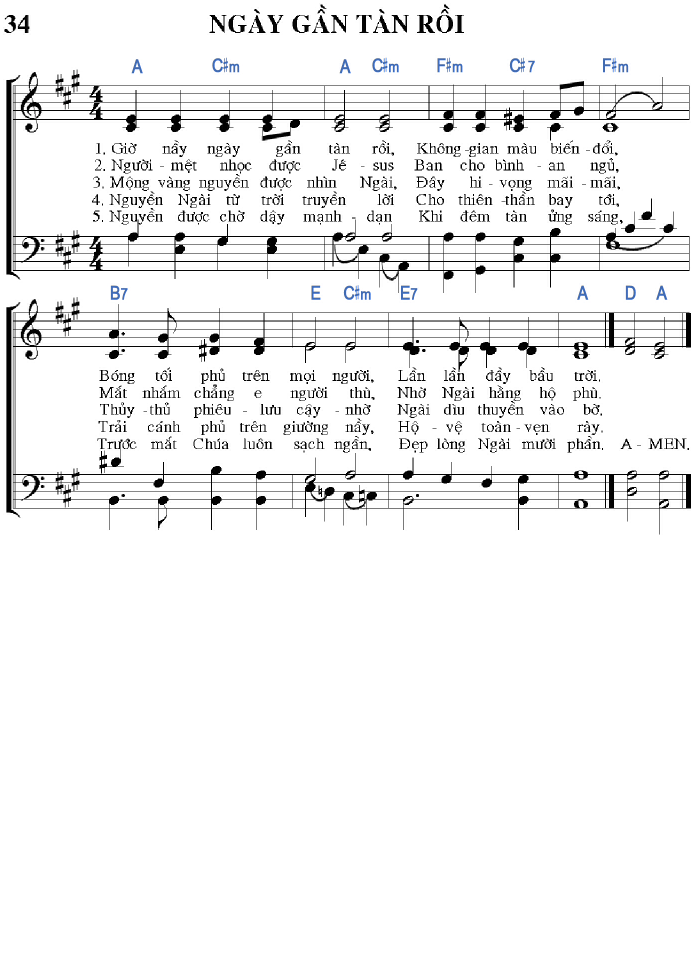 34 NGÀY GẦN TÀN RỒI
A C#m A C#m F#m C#7 F#m
1. Giờ nầy ngày gần tàn rồi, Không-gian màu biến-đổi,
2. Người-mệt nhọc được Jê-sus Ban cho bình-an ngủ,
3. Mộng vàng nguyền được nhìn Ngài, Đầy hi-vọng mãi-mãi,
4. Nguyền Ngài từ trời truyền lời Cho thiên-thần bay tới,
5. Nguyền được chờ dậy mạnh-dạn Khi đêm tàn ửng sáng,
B7 E C#m E7 A D A
Bóng tối phủ trên mọi người, Lần lần đầy bầu trời.
Mắt nhắm chẳng e người thù, Nhờ Ngài hằng hộ phù.
Thủy-thủ phiêu-lưu cậy-nhờ Ngài dìu thuyền vào bờ.
Trải cánh phủ trên giường nầy, Hộ-vệ toàn-vẹn rày.
Trước mắt Chúa luôn sạch ngần, Đẹp lòng Ngài mười phần. A-MEN.